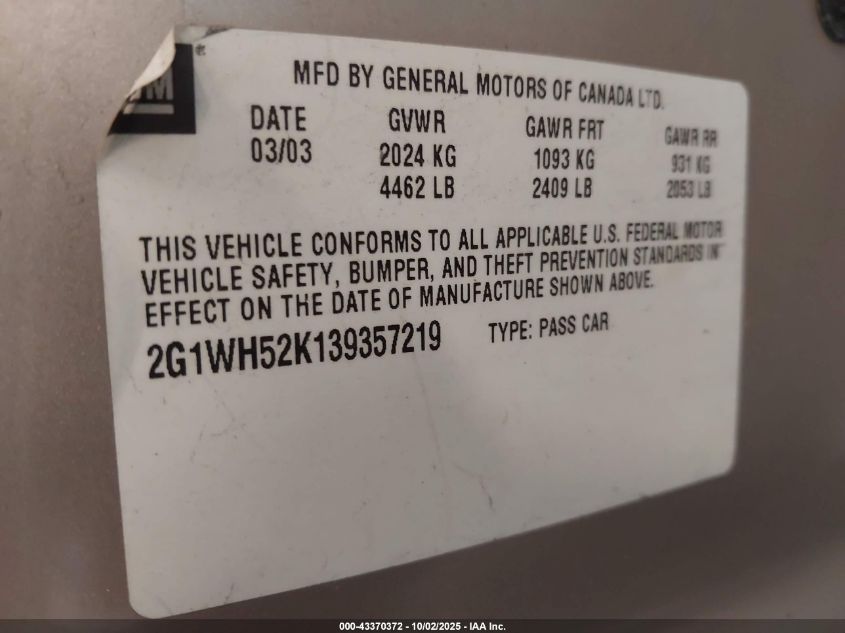 GM
®
MFD BY GENERAL MOTORS OF CANADA LTD.
DATE GVWR GAWR FRT GAWR RR
03/03 2024 KG 1093 KG 931 KG
4462 LB 2409 LB 2053 LB
THIS VEHICLE CONFORMS TO ALL APPLICABLE U.S. FEDERAL MOTOR
VEHICLE SAFETY, BUMPER, AND THEFT PREVENTION STANDARDS IN
EFFECT ON THE DATE OF MANUFACTURE SHOWN ABOVE.
2G1WH52K139357219 TYPE: PASS CAR
000-43370372 - 10/02/2025 - IAA Inc.